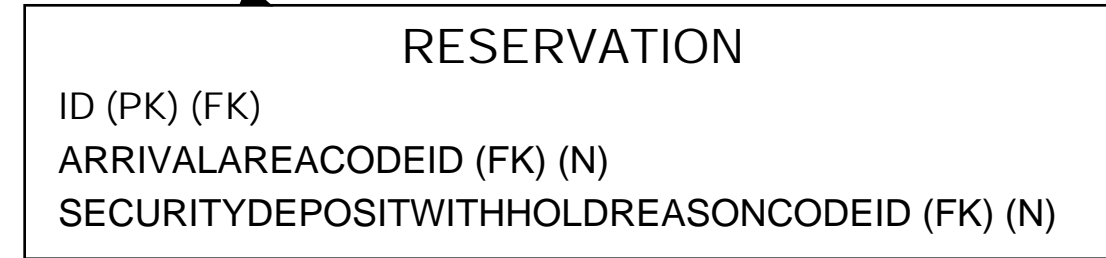 RESERVATION
ID (PK) (FK)
ARRIVALAREACODEID (FK) (N)
SECURITYDEPOSITWITHHOLDREASONCODEID (FK) (N)